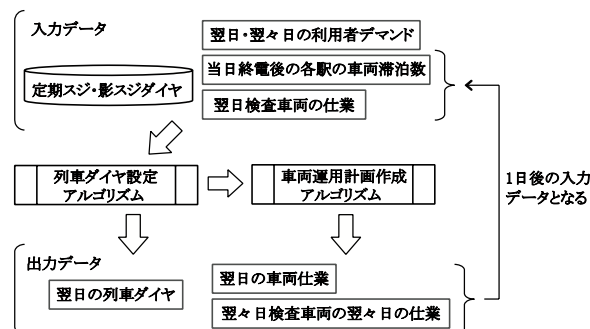 入力データ
翌日・翌々日の利用者デマンド
当日終電後の各駅の車両滞泊数
定期スジ・影スジダイヤ
翌日検査車両の仕業
列車ダイヤ設定
アルゴリズム
車両運用計画作成
アルゴリズム
1日後の入力
データとなる
出力データ
翌日の列車ダイヤ
翌日の車両仕業
翌々日検査車両の翌々日の仕業